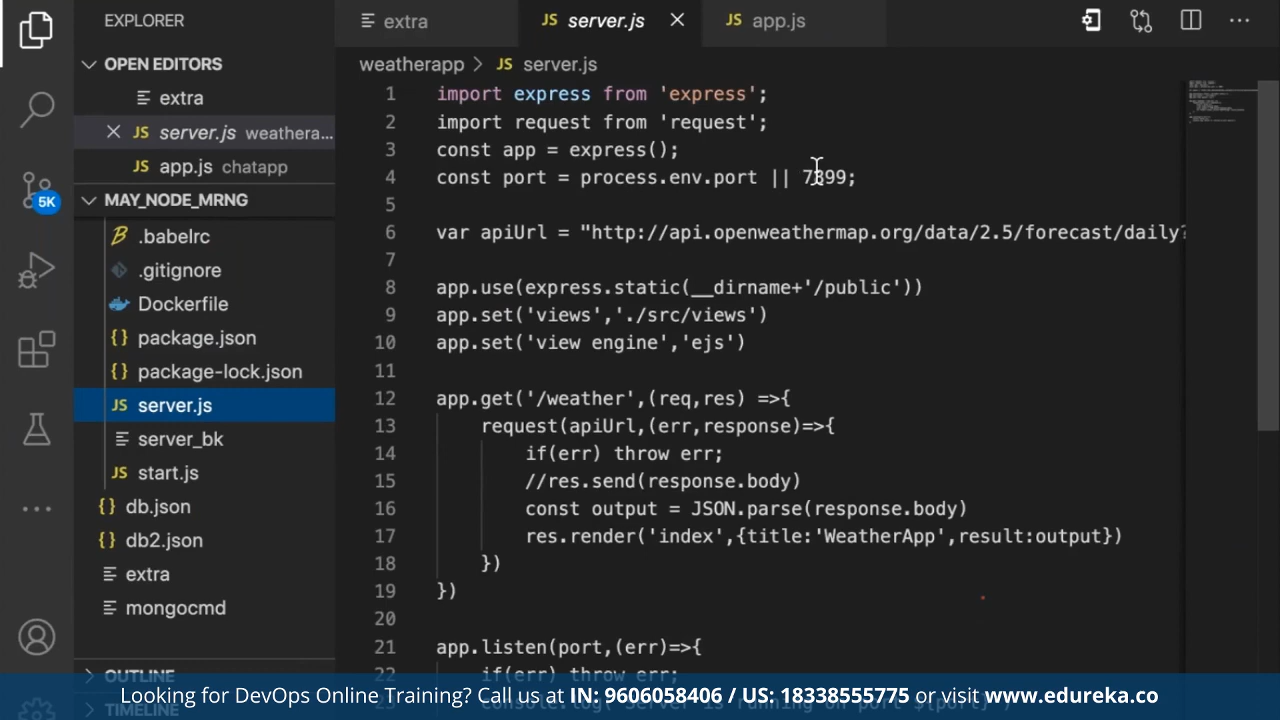 EXPLORER
OPEN EDITORS
extra
server.js weathera...
app.js chatapp
5K
MAY_NODE_MRNG
.babelrc
.gitignore
Dockerfile
package.json
package-lock.json
JS server.js
server_bk
JS start.js
db.json
db2.json
extra
mongocmd
OUTLINE
TIMELINE
extra
JS server.js
JS app.js
weatherapp > JS server.js
1 import express from 'express';
2 import request from 'request';
3 const app = express();
4 const port = process.env.port || 7899;
5
6 var apiUrl = "http://api.openweathermap.org/data/2.5/forecast/daily?
7
8 app.use(express.static(__dirname+'/public'))
9 app.set('views','./src/views')
10 app.set('view engine','ejs')
11
12 app.get('/weather',(req,res) =>{
13 request(apiUrl,(err,response)=>{
14 if(err) throw err;
15 //res.send(response.body)
16 const output = JSON.parse(response.body)
17 res.render('index',{title:'WeatherApp',result:output})
18 })
19 })
20
21 app.listen(port,(err)=>{
22 if(err) throw err;
Looking for DevOps Online Training? Call us at IN: 9606058406 / US: 18338555775 or visit www.edureka.co